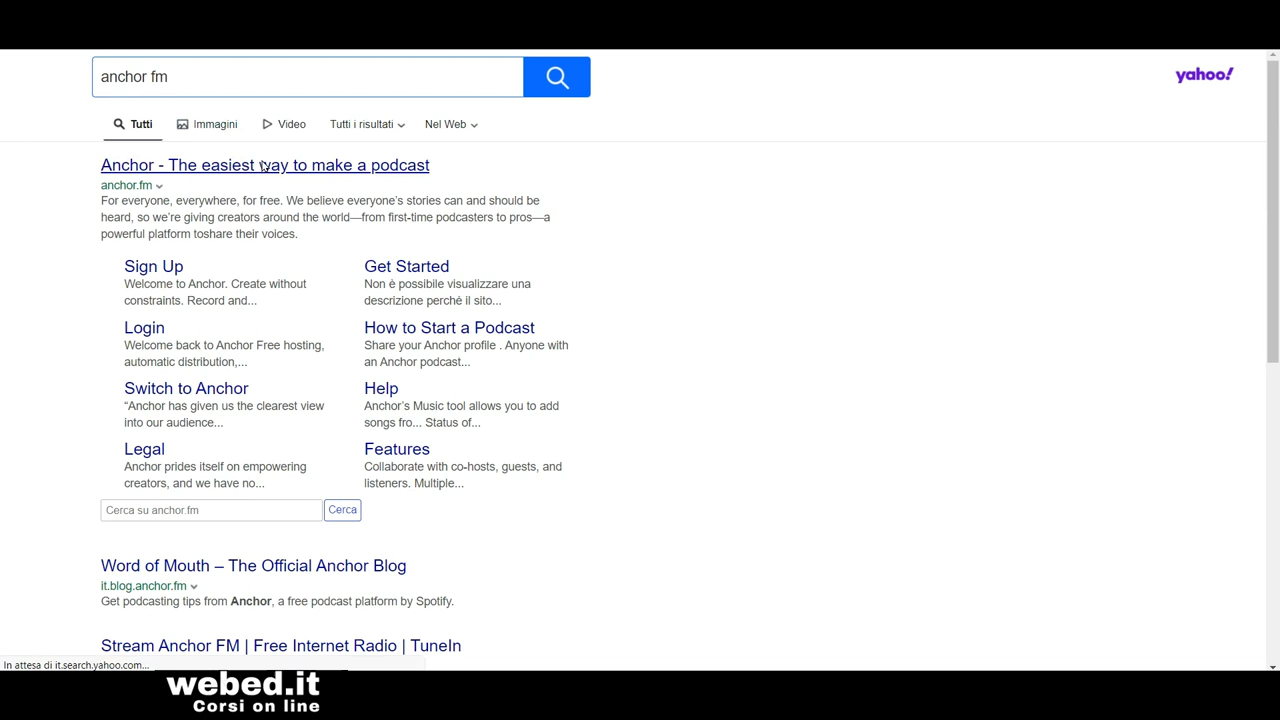 anchor fm
yahoo!
Tutti Immagini Video Tutti i risultati Nel Web
Anchor - The easiest way to make a podcast
anchor.fm
For everyone, everywhere, for free. We believe everyone's stories can and should be
heard, so we're giving creators around the world—from first-time podcasters to pros—a
powerful platform toshare their voices.
Sign Up
Welcome to Anchor. Create without
constraints. Record and...
Get Started
Non è possibile visualizzare una
descrizione perché il sito...
Login
Welcome back to Anchor Free hosting,
automatic distribution,...
How to Start a Podcast
Share your Anchor profile . Anyone with
an Anchor podcast...
Switch to Anchor
“Anchor has given us the clearest view
into our audience...
Help
Anchor's Music tool allows you to add
songs fro... Status of...
Legal
Anchor prides itself on empowering
creators, and we have no...
Features
Collaborate with co-hosts, guests, and
listeners. Multiple...
Cerca su anchor.fm Cerca
Word of Mouth – The Official Anchor Blog
it.blog.anchor.fm
Get podcasting tips from Anchor, a free podcast platform by Spotify.
Stream Anchor FM | Free Internet Radio | TuneIn
In attesa di it.search.yahoo.com...
webed.it
Corsi on line